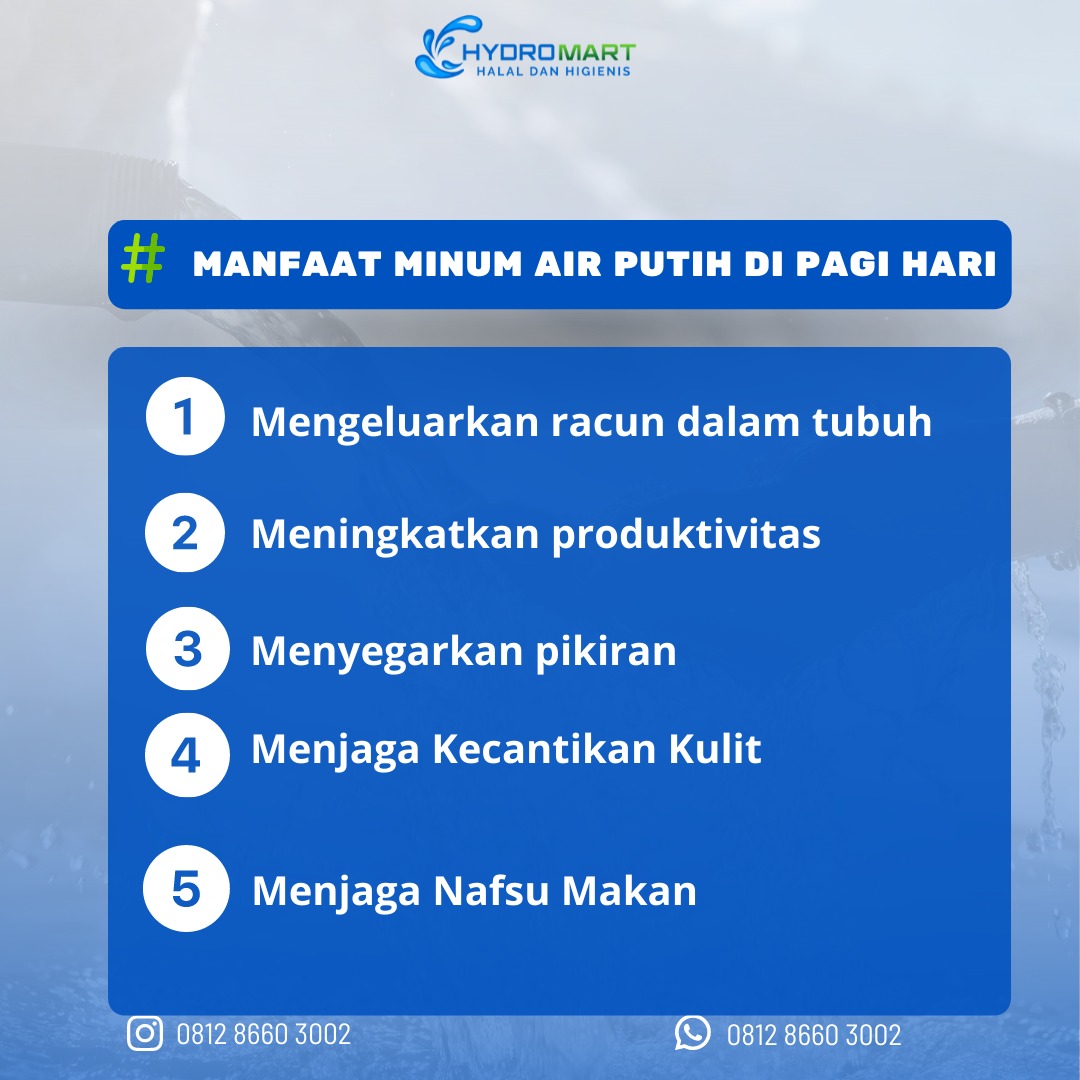 HYDROMART
HALAL DAN HIGIENIS
# MANFAAT MINUM AIR PUTIH DI PAGI HARI
1 Mengeluarkan racun dalam tubuh
2 Meningkatkan produktivitas
3 Menyegarkan pikiran
4 Menjaga Kecantikan Kulit
5 Menjaga Nafsu Makan
0812 8660 3002
0812 8660 3002